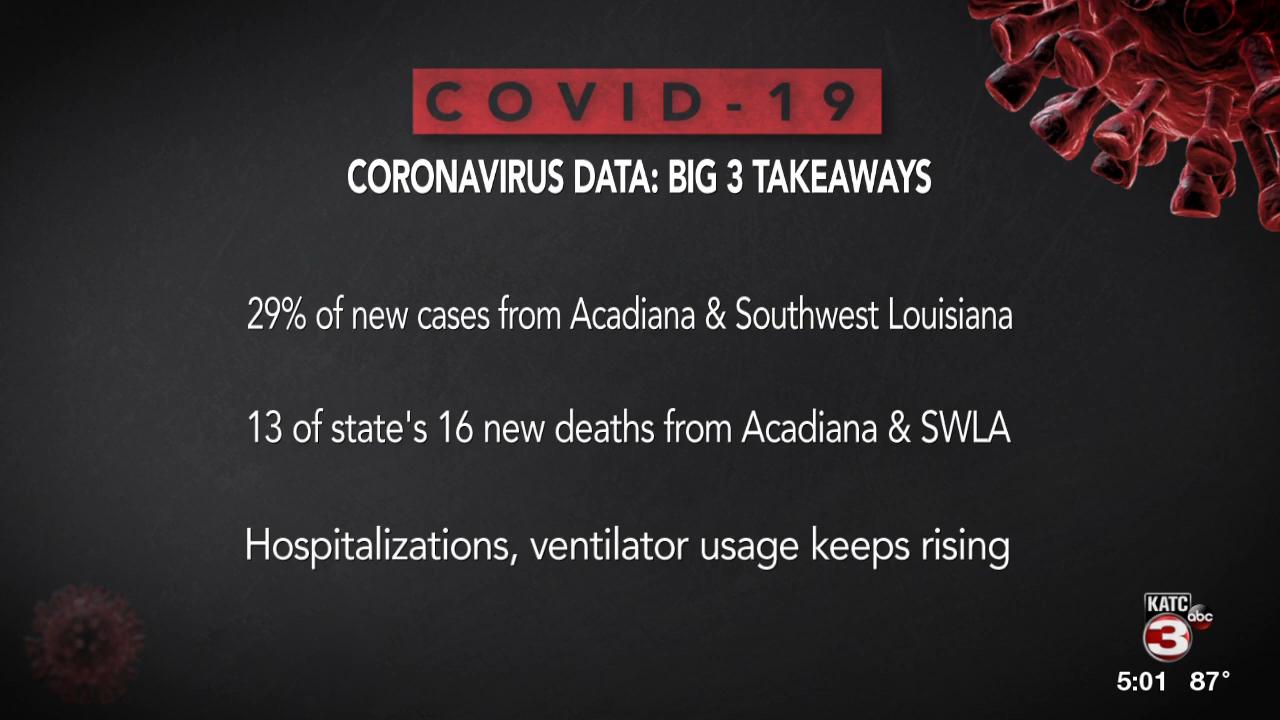 COVID-19
CORONAVIRUS DATA: BIG 3 TAKEAWAYS
29% of new cases from Acadiana & Southwest Louisiana
13 of state's 16 new deaths from Acadiana & SWLA
Hospitalizations, ventilator usage keeps rising
KATC
abc
3
5:01 87°